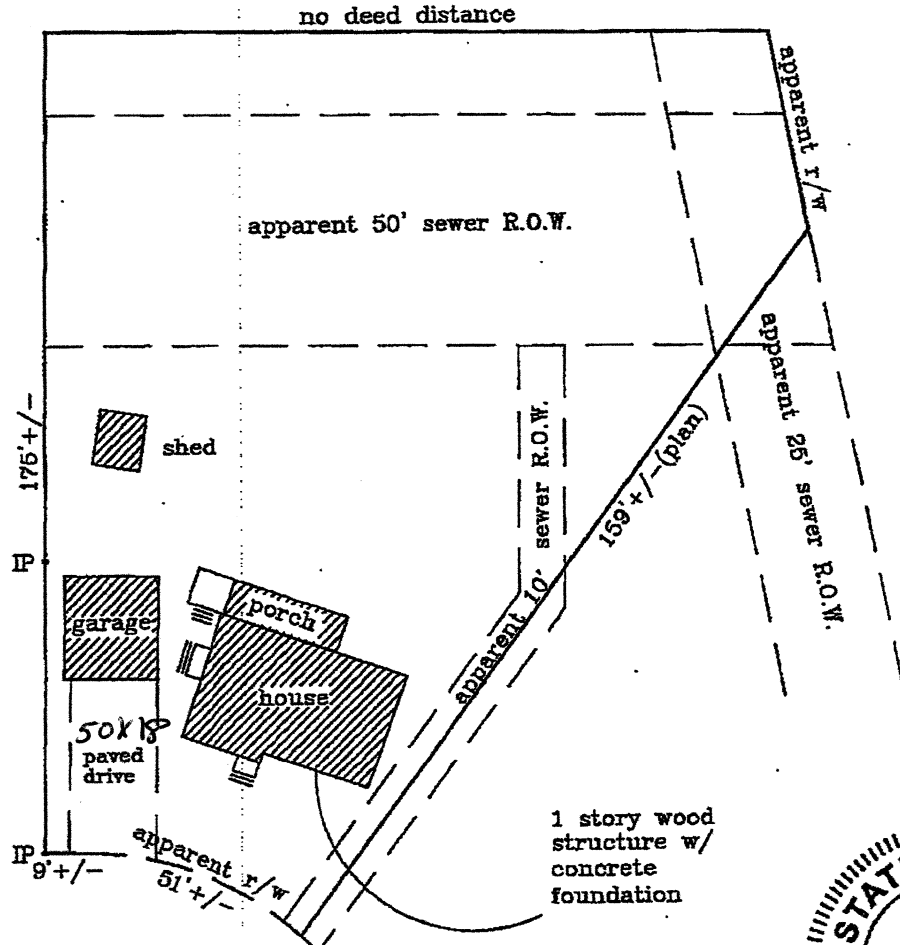 no deed distance
apparent r/w
apparent 50' sewer R.O.W.
175'+/-
shed
apparent 10' sewer R.O.W.
159'+/-(plan)
apparent 25' sewer R.O.W.
IP
garage
porch
house
50X18
paved
drive
IP
9'+/-
apparent r/w
51'+/-
1 story wood
structure w/
concrete
foundation